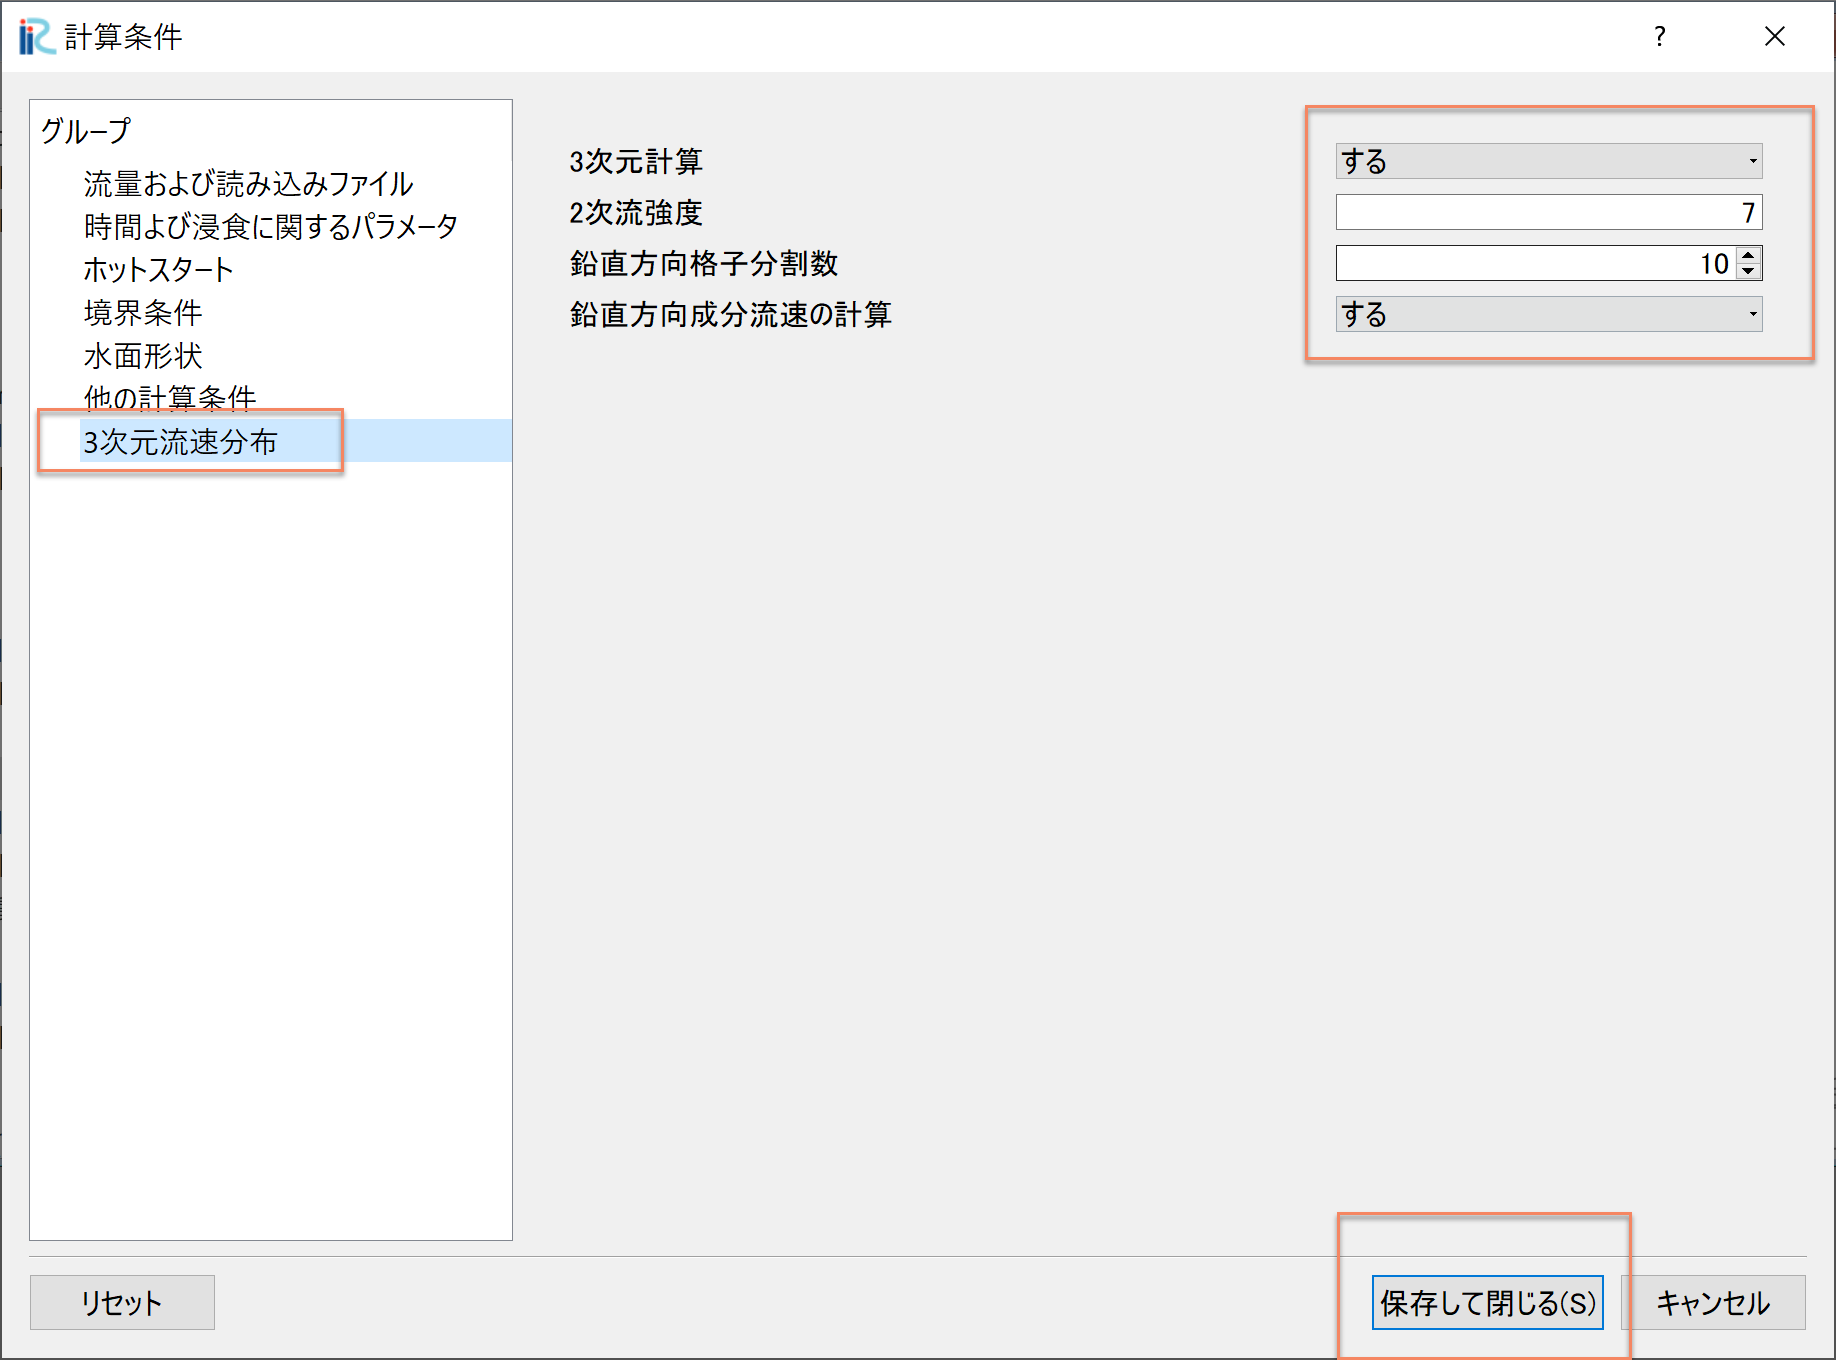 iRIC 計算条件 ?
グループ
流量および読み込みファイル
時間よび浸食に関するパラメータ
ホットスタート
境界条件
水面形状
他の計算条件
3次元流速分布
3次元計算 する
2次流強度 7
鉛直方向格子分割数 10
鉛直方向成分流速の計算 する
リセット 保存して閉じる(S) キャンセル